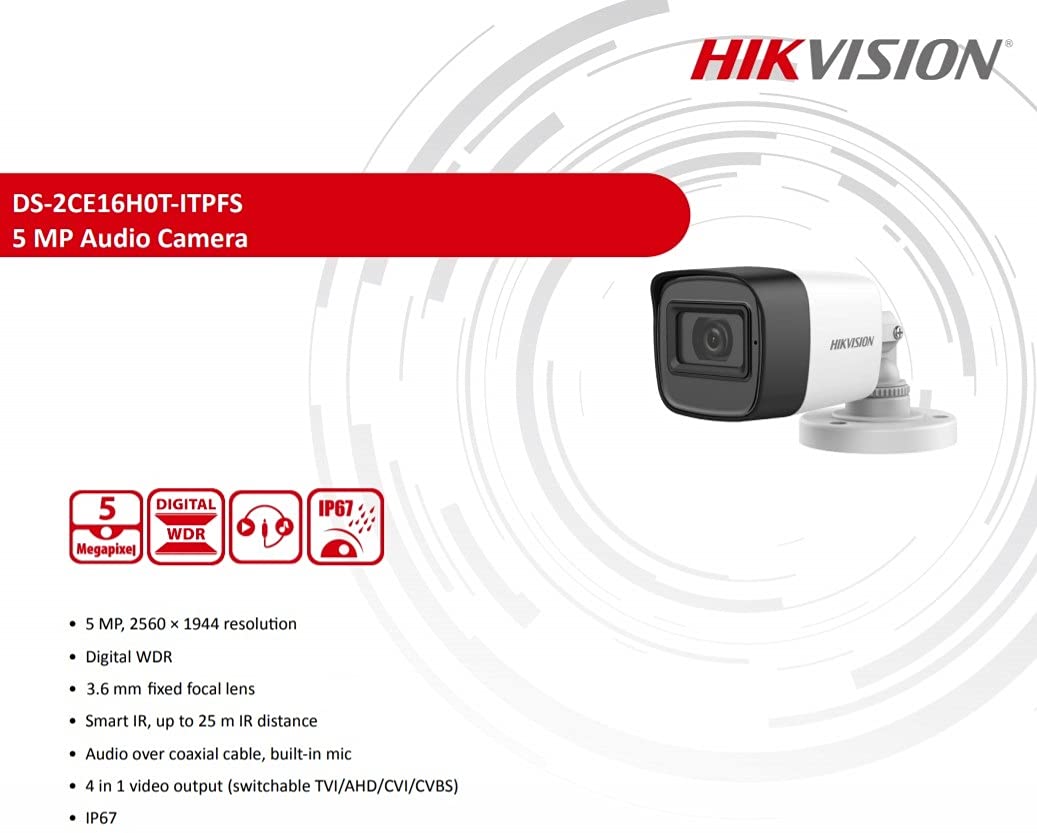 HIKVISION®
DS-2CE16H0T-ITPFS
5 MP Audio Camera
HIKVISION
5
Megapixel
DIGITAL
WDR
IP67
• 5 MP, 2560 × 1944 resolution
• Digital WDR
• 3.6 mm fixed focal lens
• Smart IR, up to 25 m IR distance
• Audio over coaxial cable, built-in mic
• 4 in 1 video output (switchable TVI/AHD/CVI/CVBS)
• IP67